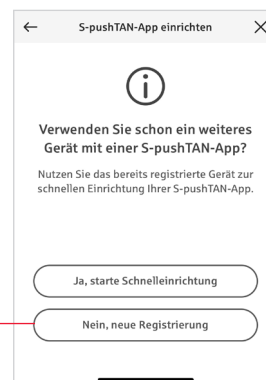 S-pushTAN-App einrichten
Verwenden Sie schon ein weiteres
Gerät mit einer S-pushTAN-App?
Nutzen Sie das bereits registrierte Gerät zur
schnellen Einrichtung Ihrer S-pushTAN-App.
Ja, starte Schnelleinrichtung
Nein, neue Registrierung